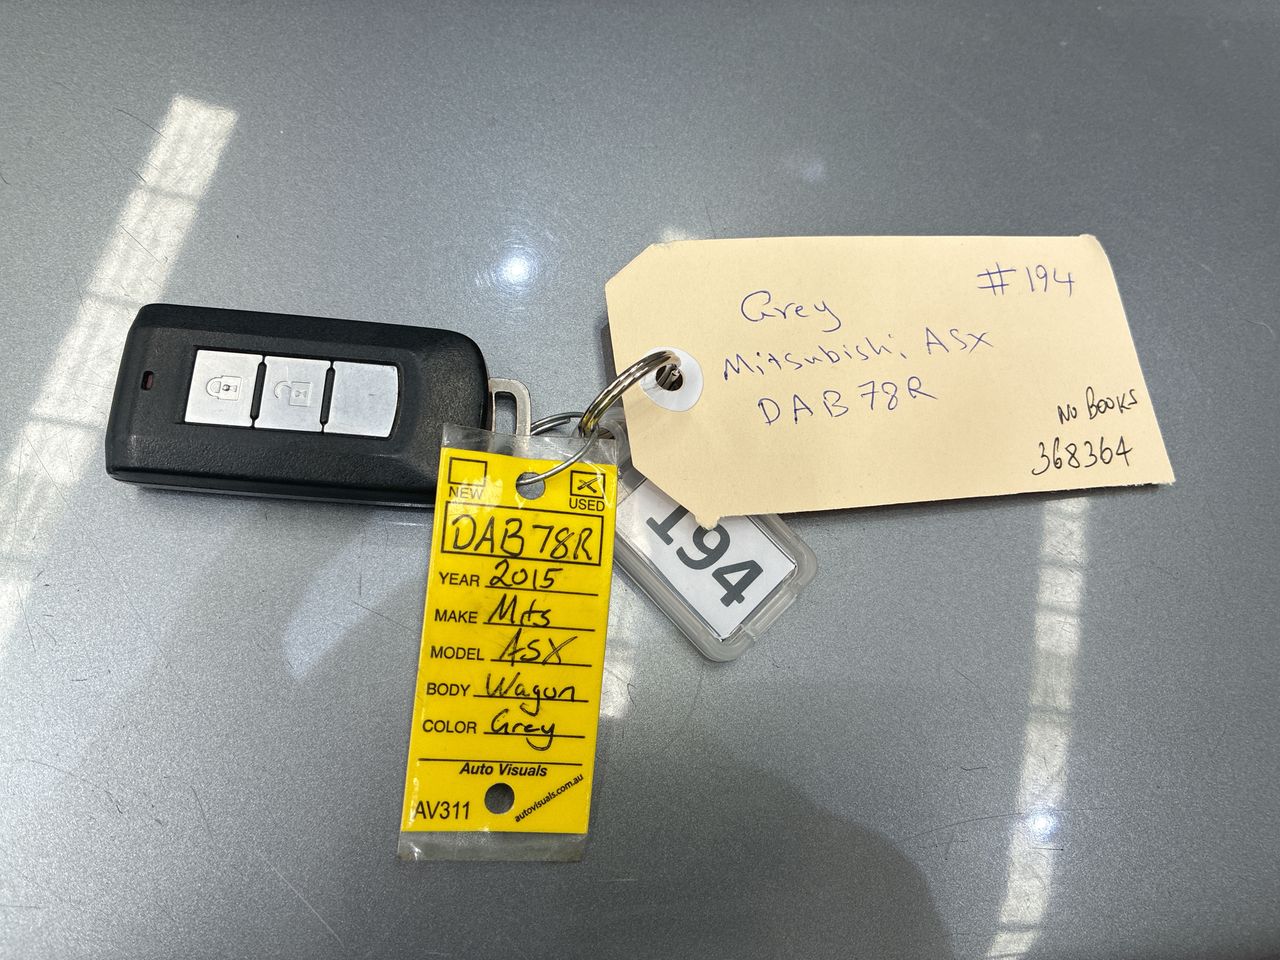 #194
Grey
Mitsubishi, ASX
DAB78R
NO BOOKS
368364
194
NEW
USED
DAB78R
YEAR 2015
MAKE Mits
MODEL ASX
BODY Wagon
COLOR Grey
Auto Visuals
AV311
autovisuals.com.au